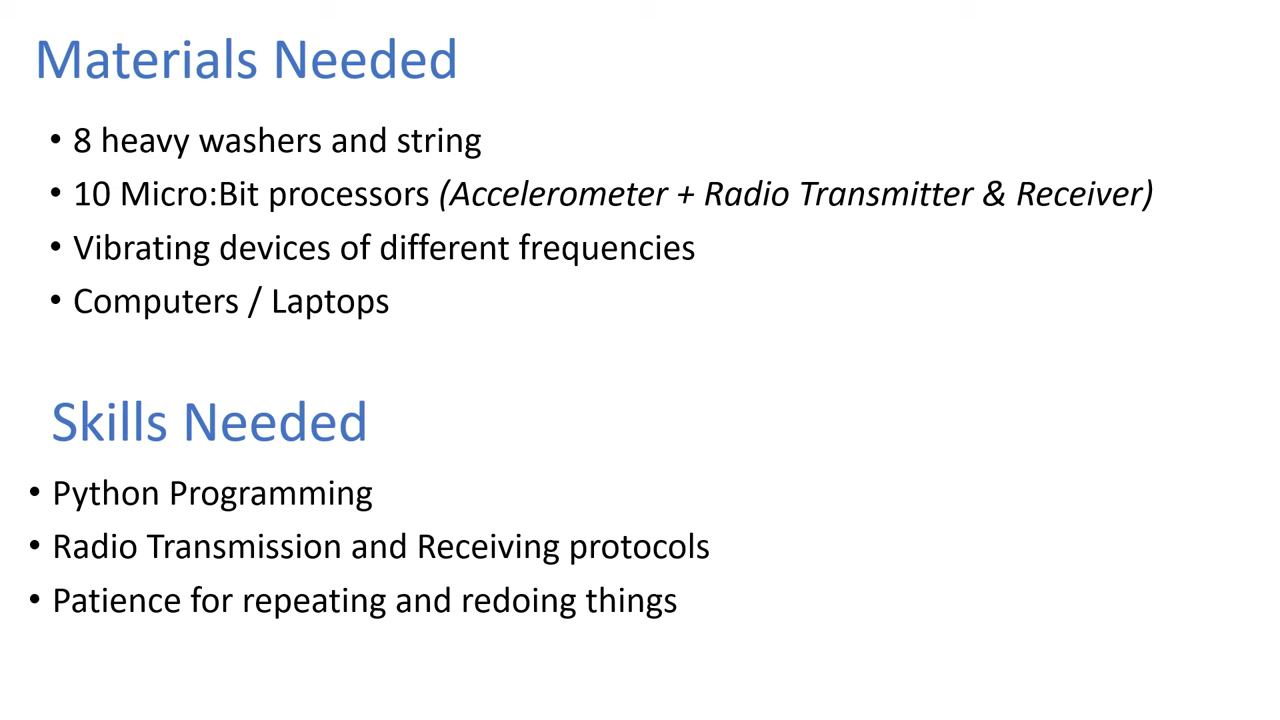 Materials Needed
• 8 heavy washers and string
• 10 Micro:Bit processors (Accelerometer + Radio Transmitter & Receiver)
• Vibrating devices of different frequencies
• Computers / Laptops
Skills Needed
• Python Programming
• Radio Transmission and Receiving protocols
• Patience for repeating and redoing things